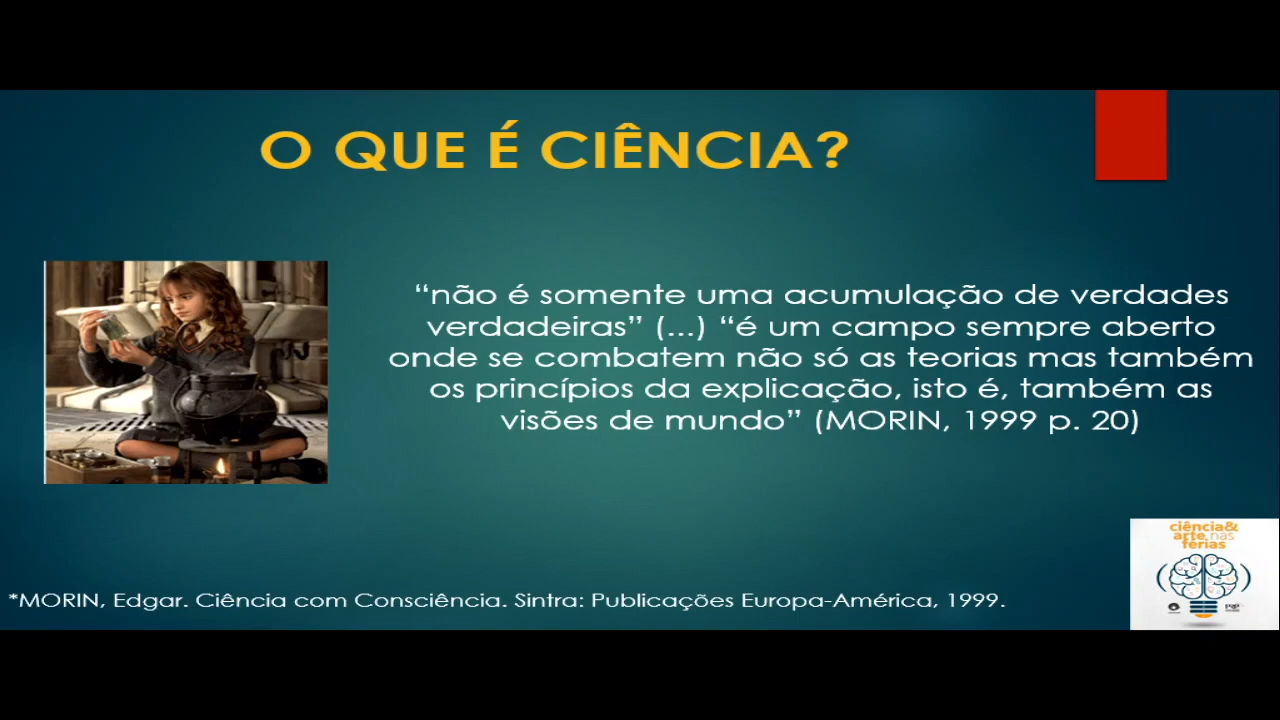 O QUE É CIÊNCIA?
“não é somente uma acumulação de verdades
verdadeiras” (...) “é um campo sempre aberto
onde se combatem não só as teorias mas também
os princípios da explicação, isto é, também as
visões de mundo” (MORIN, 1999 p. 20)
ciência&
arte nas
férias
*MORIN, Edgar. Ciência com Consciência. Sintra: Publicações Europa-América, 1999.